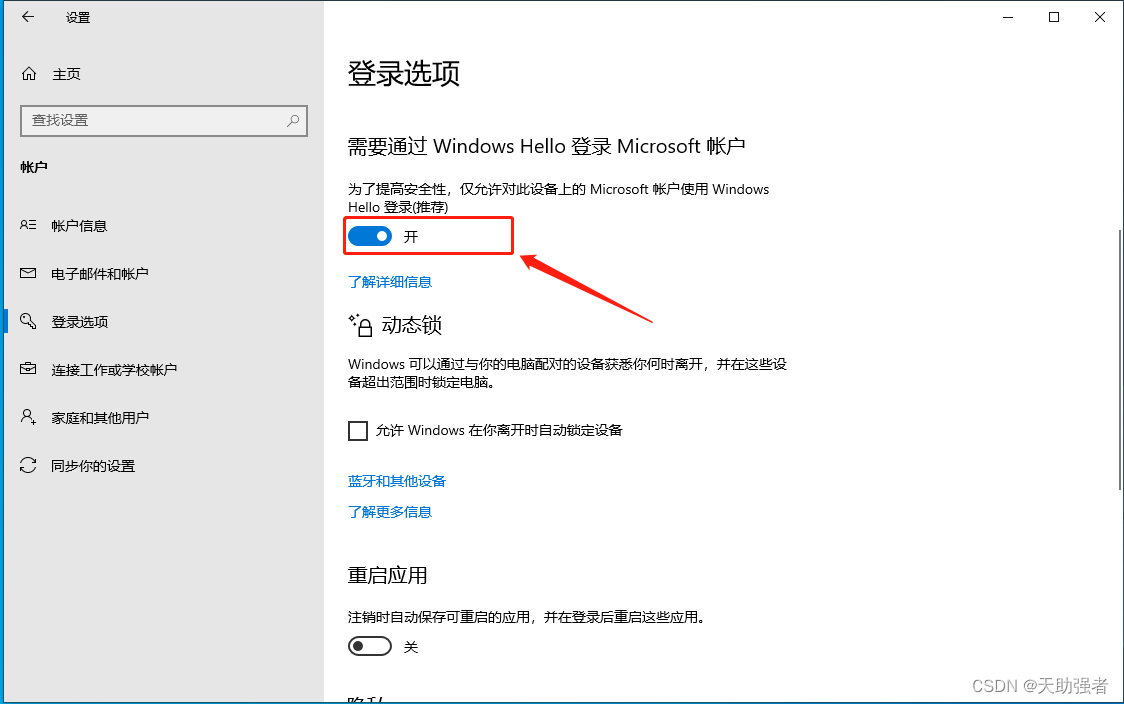 设置
主页
查找设置
帐户
帐户信息
电子邮件和帐户
登录选项
连接工作或学校帐户
家庭和其他用户
同步你的设置
登录选项
需要通过 Windows Hello 登录 Microsoft 帐户
为了提高安全性，仅允许对此设备上的 Microsoft 帐户使用 Windows
Hello 登录(推荐)
开
了解详细信息
动态锁
Windows 可以通过与你的电脑配对的设备获悉你何时离开，并在这些设
备超出范围时锁定电脑。
允许 Windows 在你离开时自动锁定设备
蓝牙和其他设备
了解更多信息
重启应用
注销时自动保存可重启的应用，并在登录后重启这些应用。
关
隐私
CSDN @天助强者